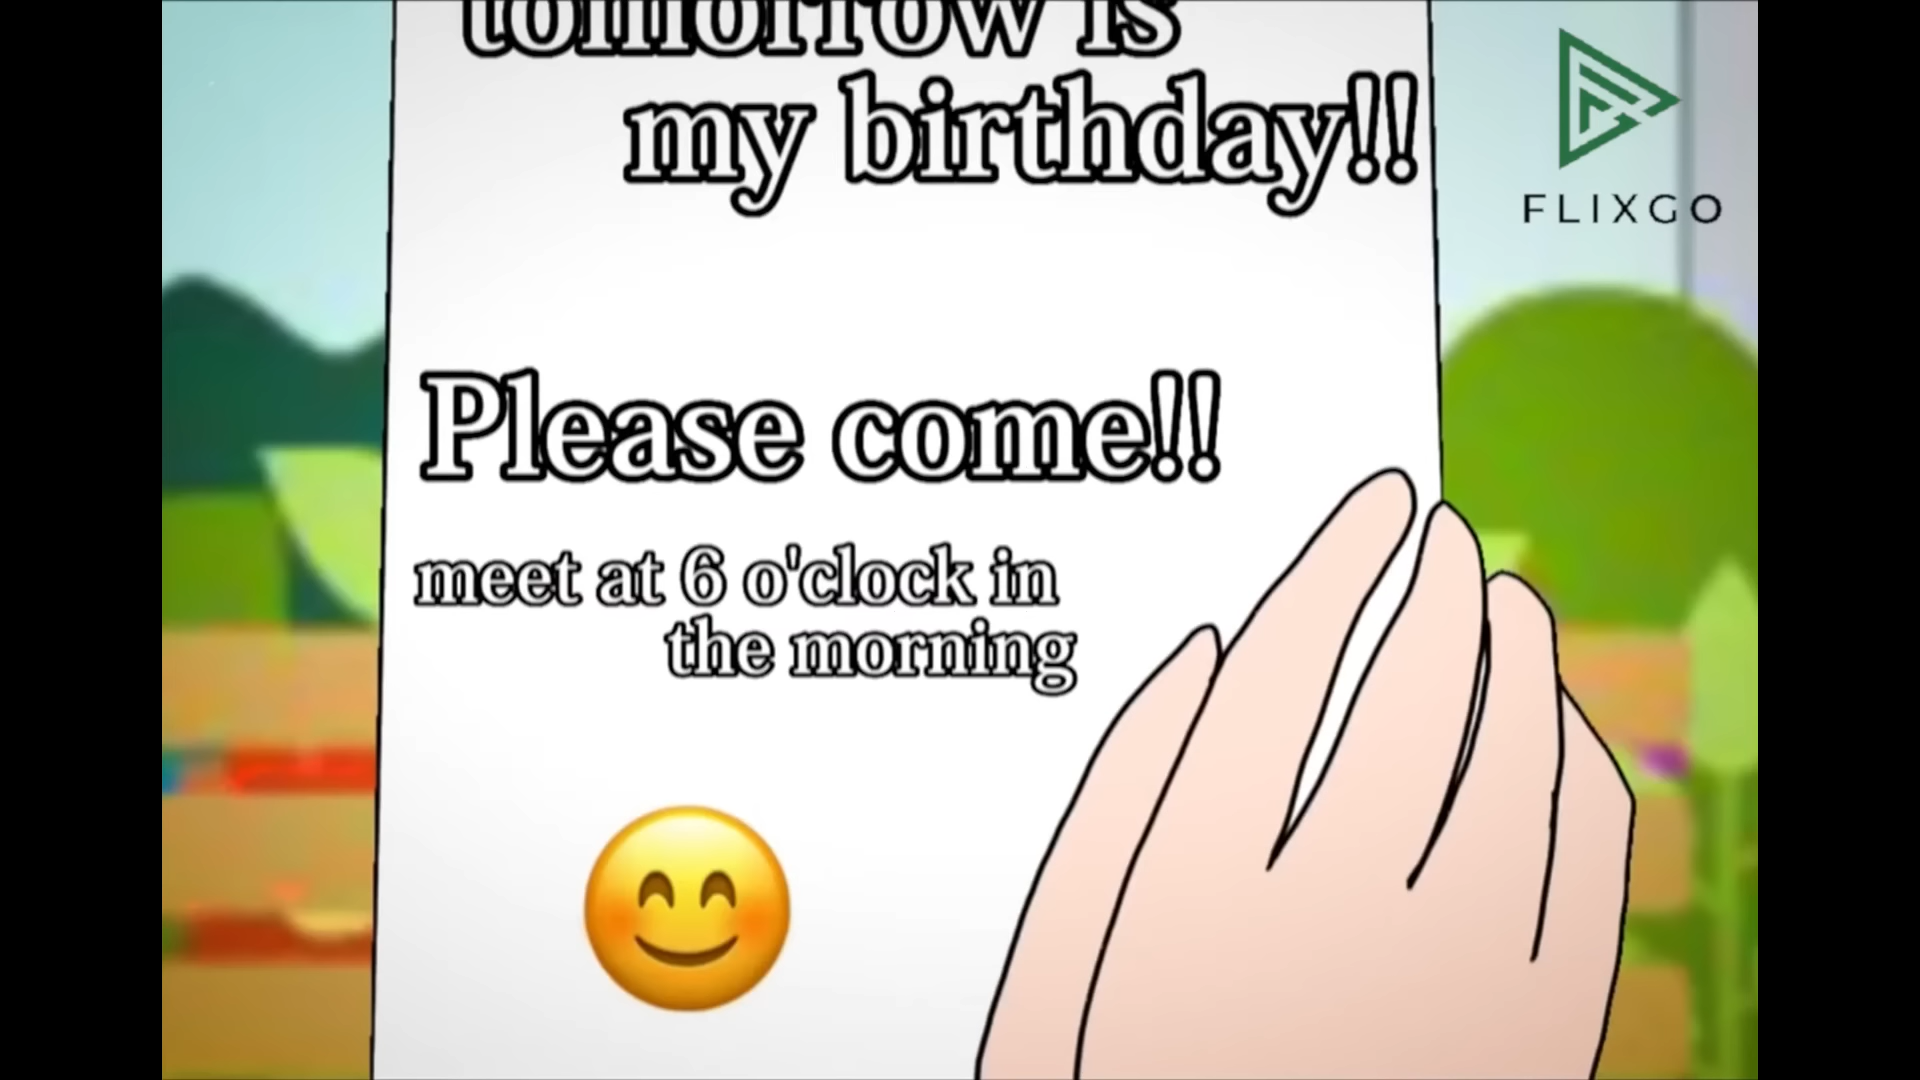 tomorrow is
my birthday!!
FLIXGO
Please come!!
meet at 6 o'clock in
the morning